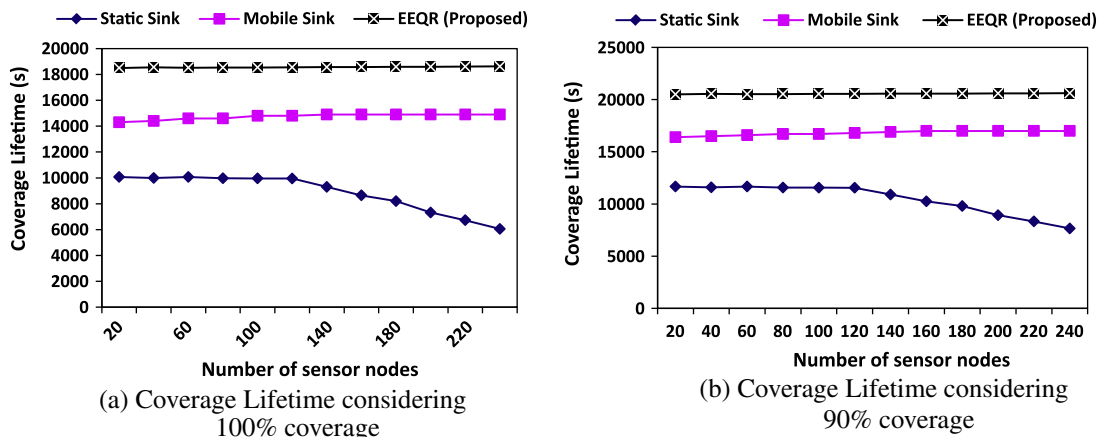 Static Sink Mobile Sink EEQR (Proposed)
20000
18000
16000
14000
12000
10000
8000
6000
4000
2000
0
Coverage Lifetime (s)
20 60 100 140 180 220
Number of sensor nodes
(a) Coverage Lifetime considering
100% coverage
Static Sink Mobile Sink EEQR (Proposed)
25000
20000
15000
10000
5000
0
Coverage Lifetime (s)
20 40 60 80 100 120 140 160 180 200 220 240
Number of sensor nodes
(b) Coverage Lifetime considering
90% coverage